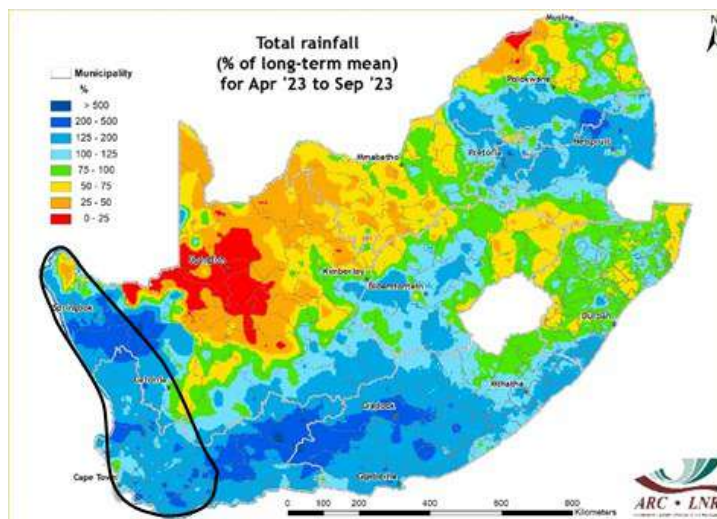 Total rainfall
(% of long-term mean)
for Apr '23 to Sep '23
N
Municipality
%
> 500
200 - 500
125 - 200
100 - 125
75 - 100
50 - 75
25 - 50
0 - 25
Musina
Polokwane
Mmabatho
Pretoria
Nelspruit
Upington
Kimberley
Springbok
Bloemfontein
Durban
Calvinia
Mthatha
Cradock
Cape Town
Gqeberha
0 100 200 400 600 800
Kilometers
ARC • LNR